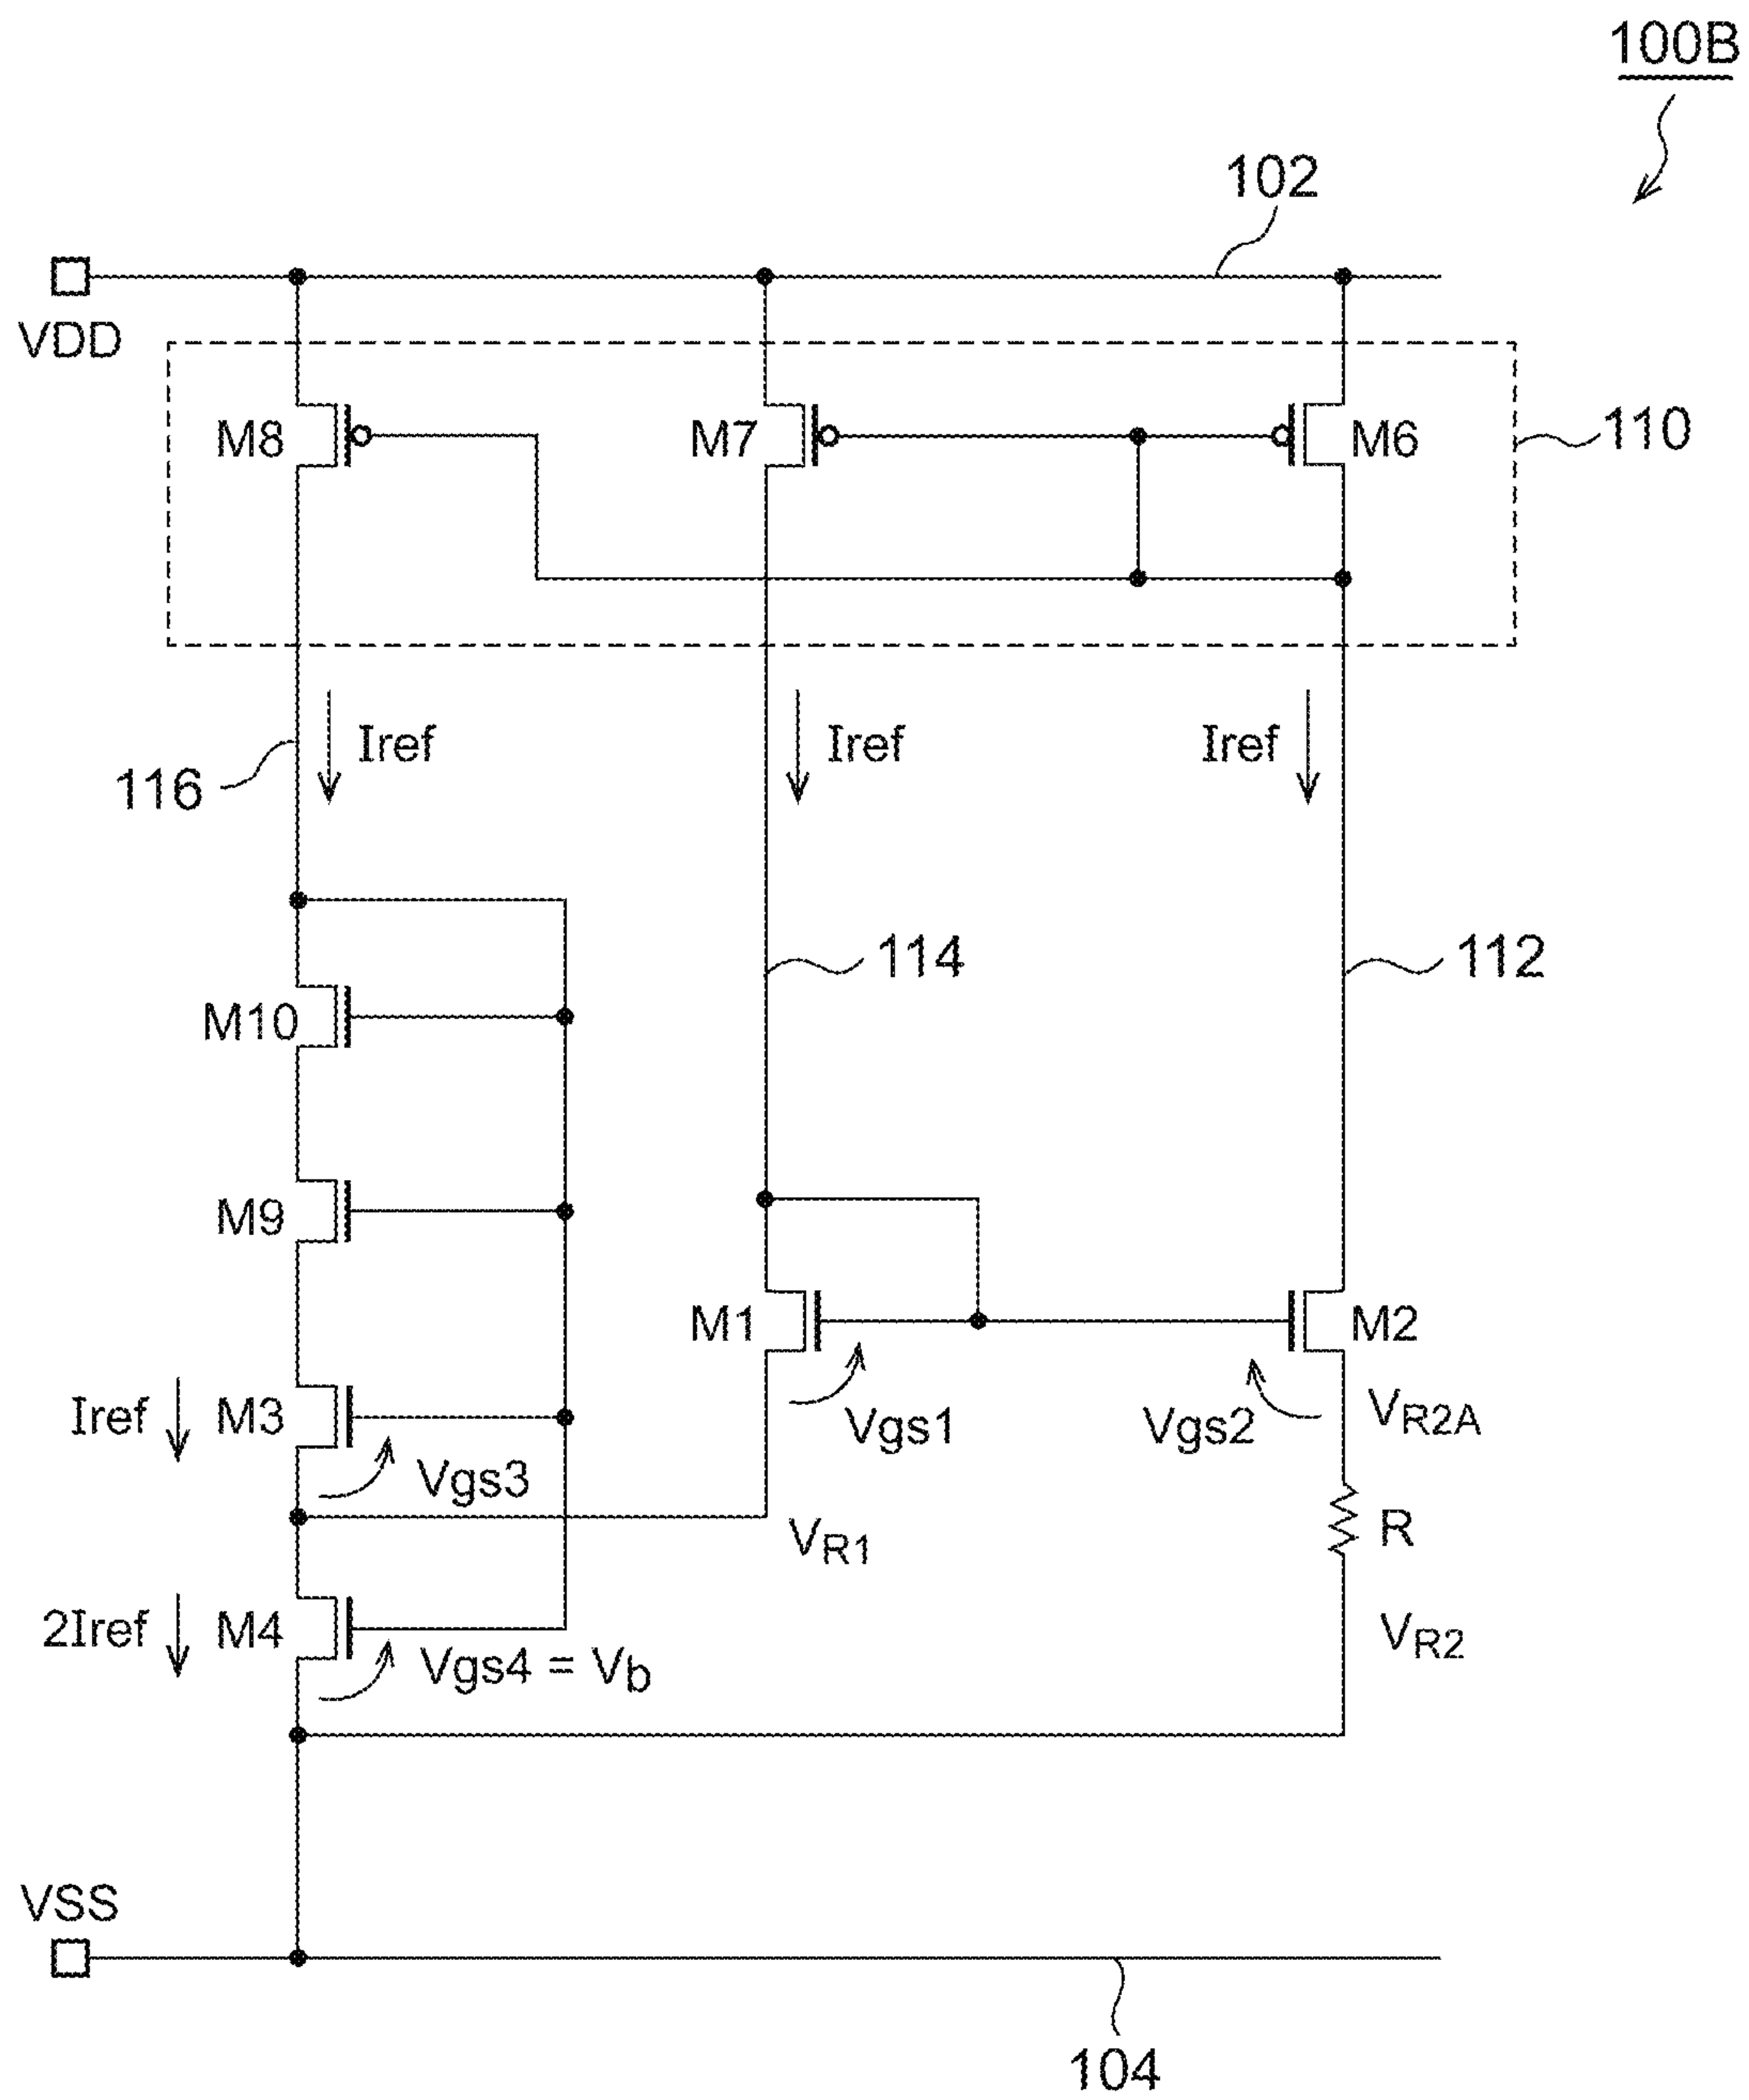 100B
102
VDD
M8
M7
M6
110
Iref
Iref
Iref
116
114
112
M10
M9
M1
M2
Iref
M3
Vgs1
Vgs2
VR2A
Vgs3
VR1
R
2Iref
M4
Vgs4 = Vb
VR2
VSS
104